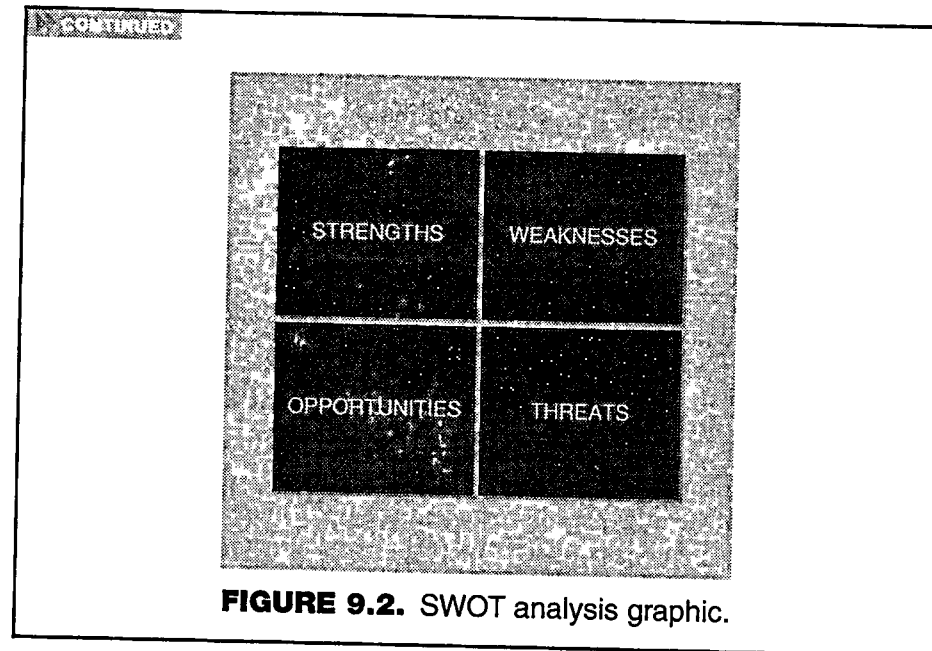 CONTINUED
STRENGTHS
WEAKNESSES
OPPORTUNITIES
THREATS
FIGURE 9.2. SWOT analysis graphic.